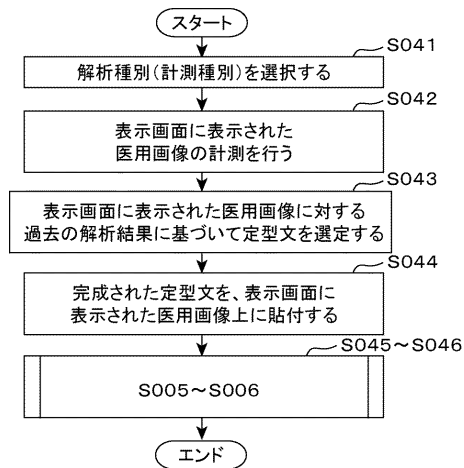 スタート
S041
解析種別(計測種別)を選択する
S042
表示画面に表示された
医用画像の計測を行う
S043
表示画面に表示された医用画像に対する
過去の解析結果に基づいて定型文を選定する
S044
完成された定型文を、表示画面に
表示された医用画像上に貼付する
S045～S046
S005～S006
エンド